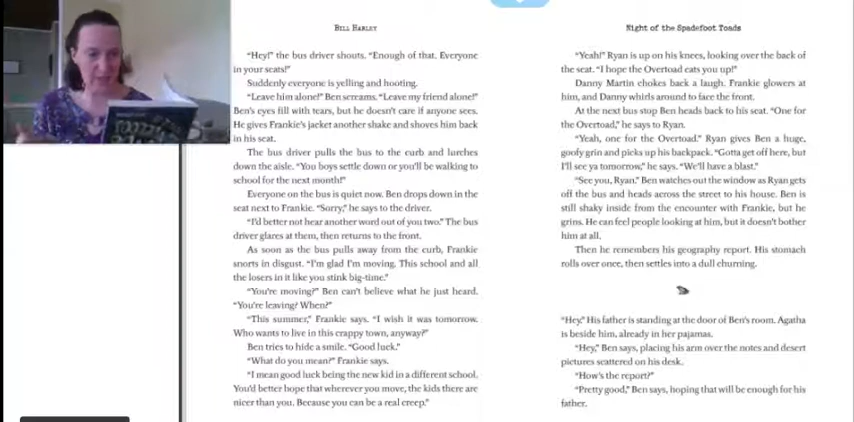 BILL HARLEY
"Hey!" the bus driver shouts. "Enough of that. Everyone
in your seats!"
Suddenly everyone is yelling and hooting.
"Leave him alone!" Ben screams. "Leave my friend alone!"
Ben's eyes fill with tears, but he doesn't care if anyone sees.
He gives Frankie's jacket another shake and shoves him back
in his seat.
The bus driver pulls the bus to the curb and lurches
down the aisle. "You boys settle down or you'll be walking to
school for the next month!"
Everyone on the bus is quiet now. Ben drops down in the
seat next to Frankie. "Sorry," he says to the driver.
"I'd better not hear another word out of you two." The bus
driver glares at them, then returns to the front.
As soon as the bus pulls away from the curb, Frankie
snorts in disgust. "I'm glad I'm moving. This school and all
the losers in it like you stink big-time."
"You're moving?" Ben can't believe what he just heard.
"You're leaving? When?"
"This summer," Frankie says. "I wish it was tomorrow.
Who wants to live in this crappy town, anyway?"
Ben tries to hide a smile. "Good luck."
"What do you mean?" Frankie says.
"I mean good luck being the new kid in a different school.
You'd better hope that wherever you move, the kids there are
nicer than you. Because you can be a real creep."
Night of the Spadefoot Toads
"Yeah!" Ryan is up on his knees, looking over the back of
the seat. "I hope the Overtoad eats you up!"
Danny Martin chokes back a laugh. Frankie glowers at
him, and Danny whirls around to face the front.
At the next bus stop Ben heads back to his seat. "One for
the Overtoad," he says to Ryan.
"Yeah, one for the Overtoad." Ryan gives Ben a huge,
goofy grin and picks up his backpack. "Gotta get off here, but
I'll see ya tomorrow," he says. "We'll have a blast."
"See you, Ryan." Ben watches out the window as Ryan gets
off the bus and heads across the street to his house. Ben is
still shaky inside from the encounter with Frankie, but he
grins. He can feel people looking at him, but it doesn't bother
him at all.
Then he remembers his geography report. His stomach
rolls over once, then settles into a dull churning.
"Hey." His father is standing at the door of Ben's room. Agatha
is beside him, already in her pajamas.
"Hey," Ben says, placing his arm over the notes and desert
pictures scattered on his desk.
"How's the report?"
"Pretty good," Ben says, hoping that will be enough for his
father.